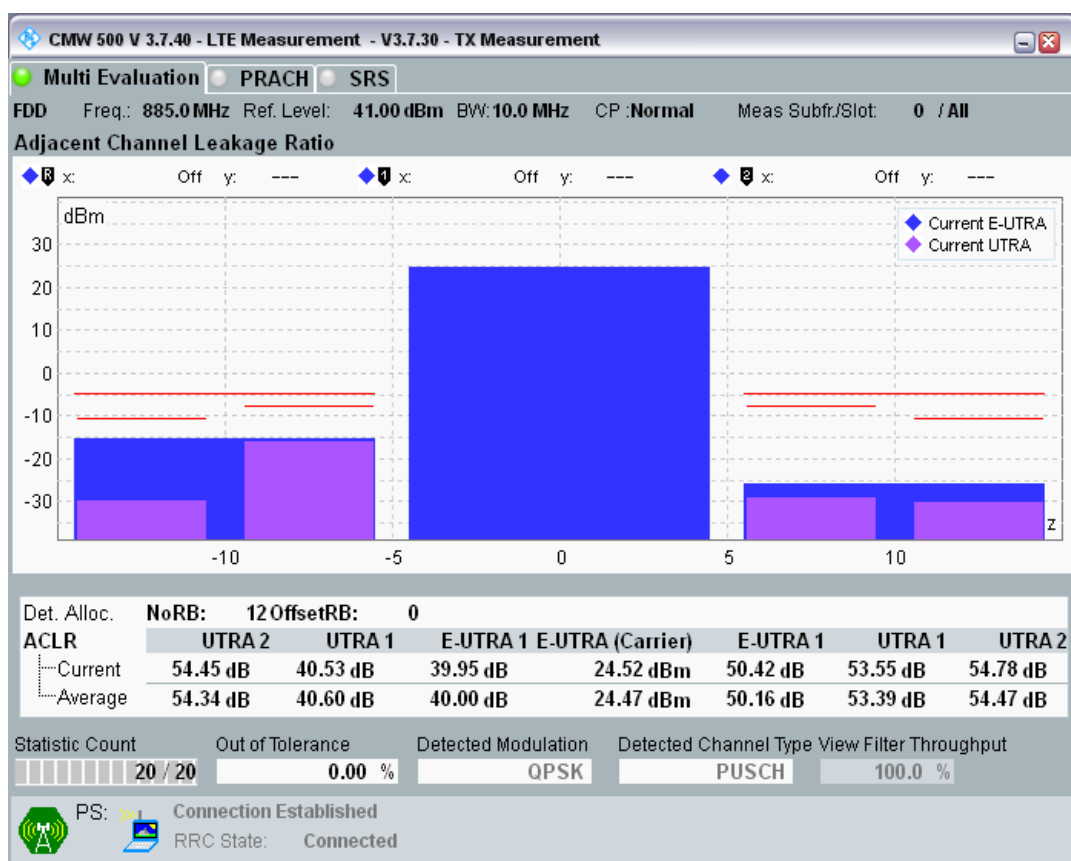 CMW 500 V 3.7.40 - LTE Measurement - V3.7.30 - TX Measurement
Multi Evaluation PRACH SRS
FDD Freq.: 885.0 MHz Ref. Level: 41.00 dBm BW: 10.0 MHz CP :Normal Meas Subfr./Slot: 0 / All
Adjacent Channel Leakage Ratio
R x: Off y: --- 1 x: Off y: --- 2 x: Off y: ---
dBm
Current E-UTRA
Current UTRA
30
20
10
0
-10
-20
-30
z
-10 -5 0 5 10
Det. Alloc. NoRB: 12 OffsetRB: 0
ACLR UTRA 2 UTRA 1 E-UTRA 1 E-UTRA (Carrier) E-UTRA 1 UTRA 1 UTRA 2
Current 54.45 dB 40.53 dB 39.95 dB 24.52 dBm 50.42 dB 53.55 dB 54.78 dB
Average 54.34 dB 40.60 dB 40.00 dB 24.47 dBm 50.16 dB 53.39 dB 54.47 dB
Statistic Count Out of Tolerance Detected Modulation Detected Channel Type View Filter Throughput
20 / 20 0.00 % QPSK PUSCH 100.0 %
PS: Connection Established
RRC State: Connected